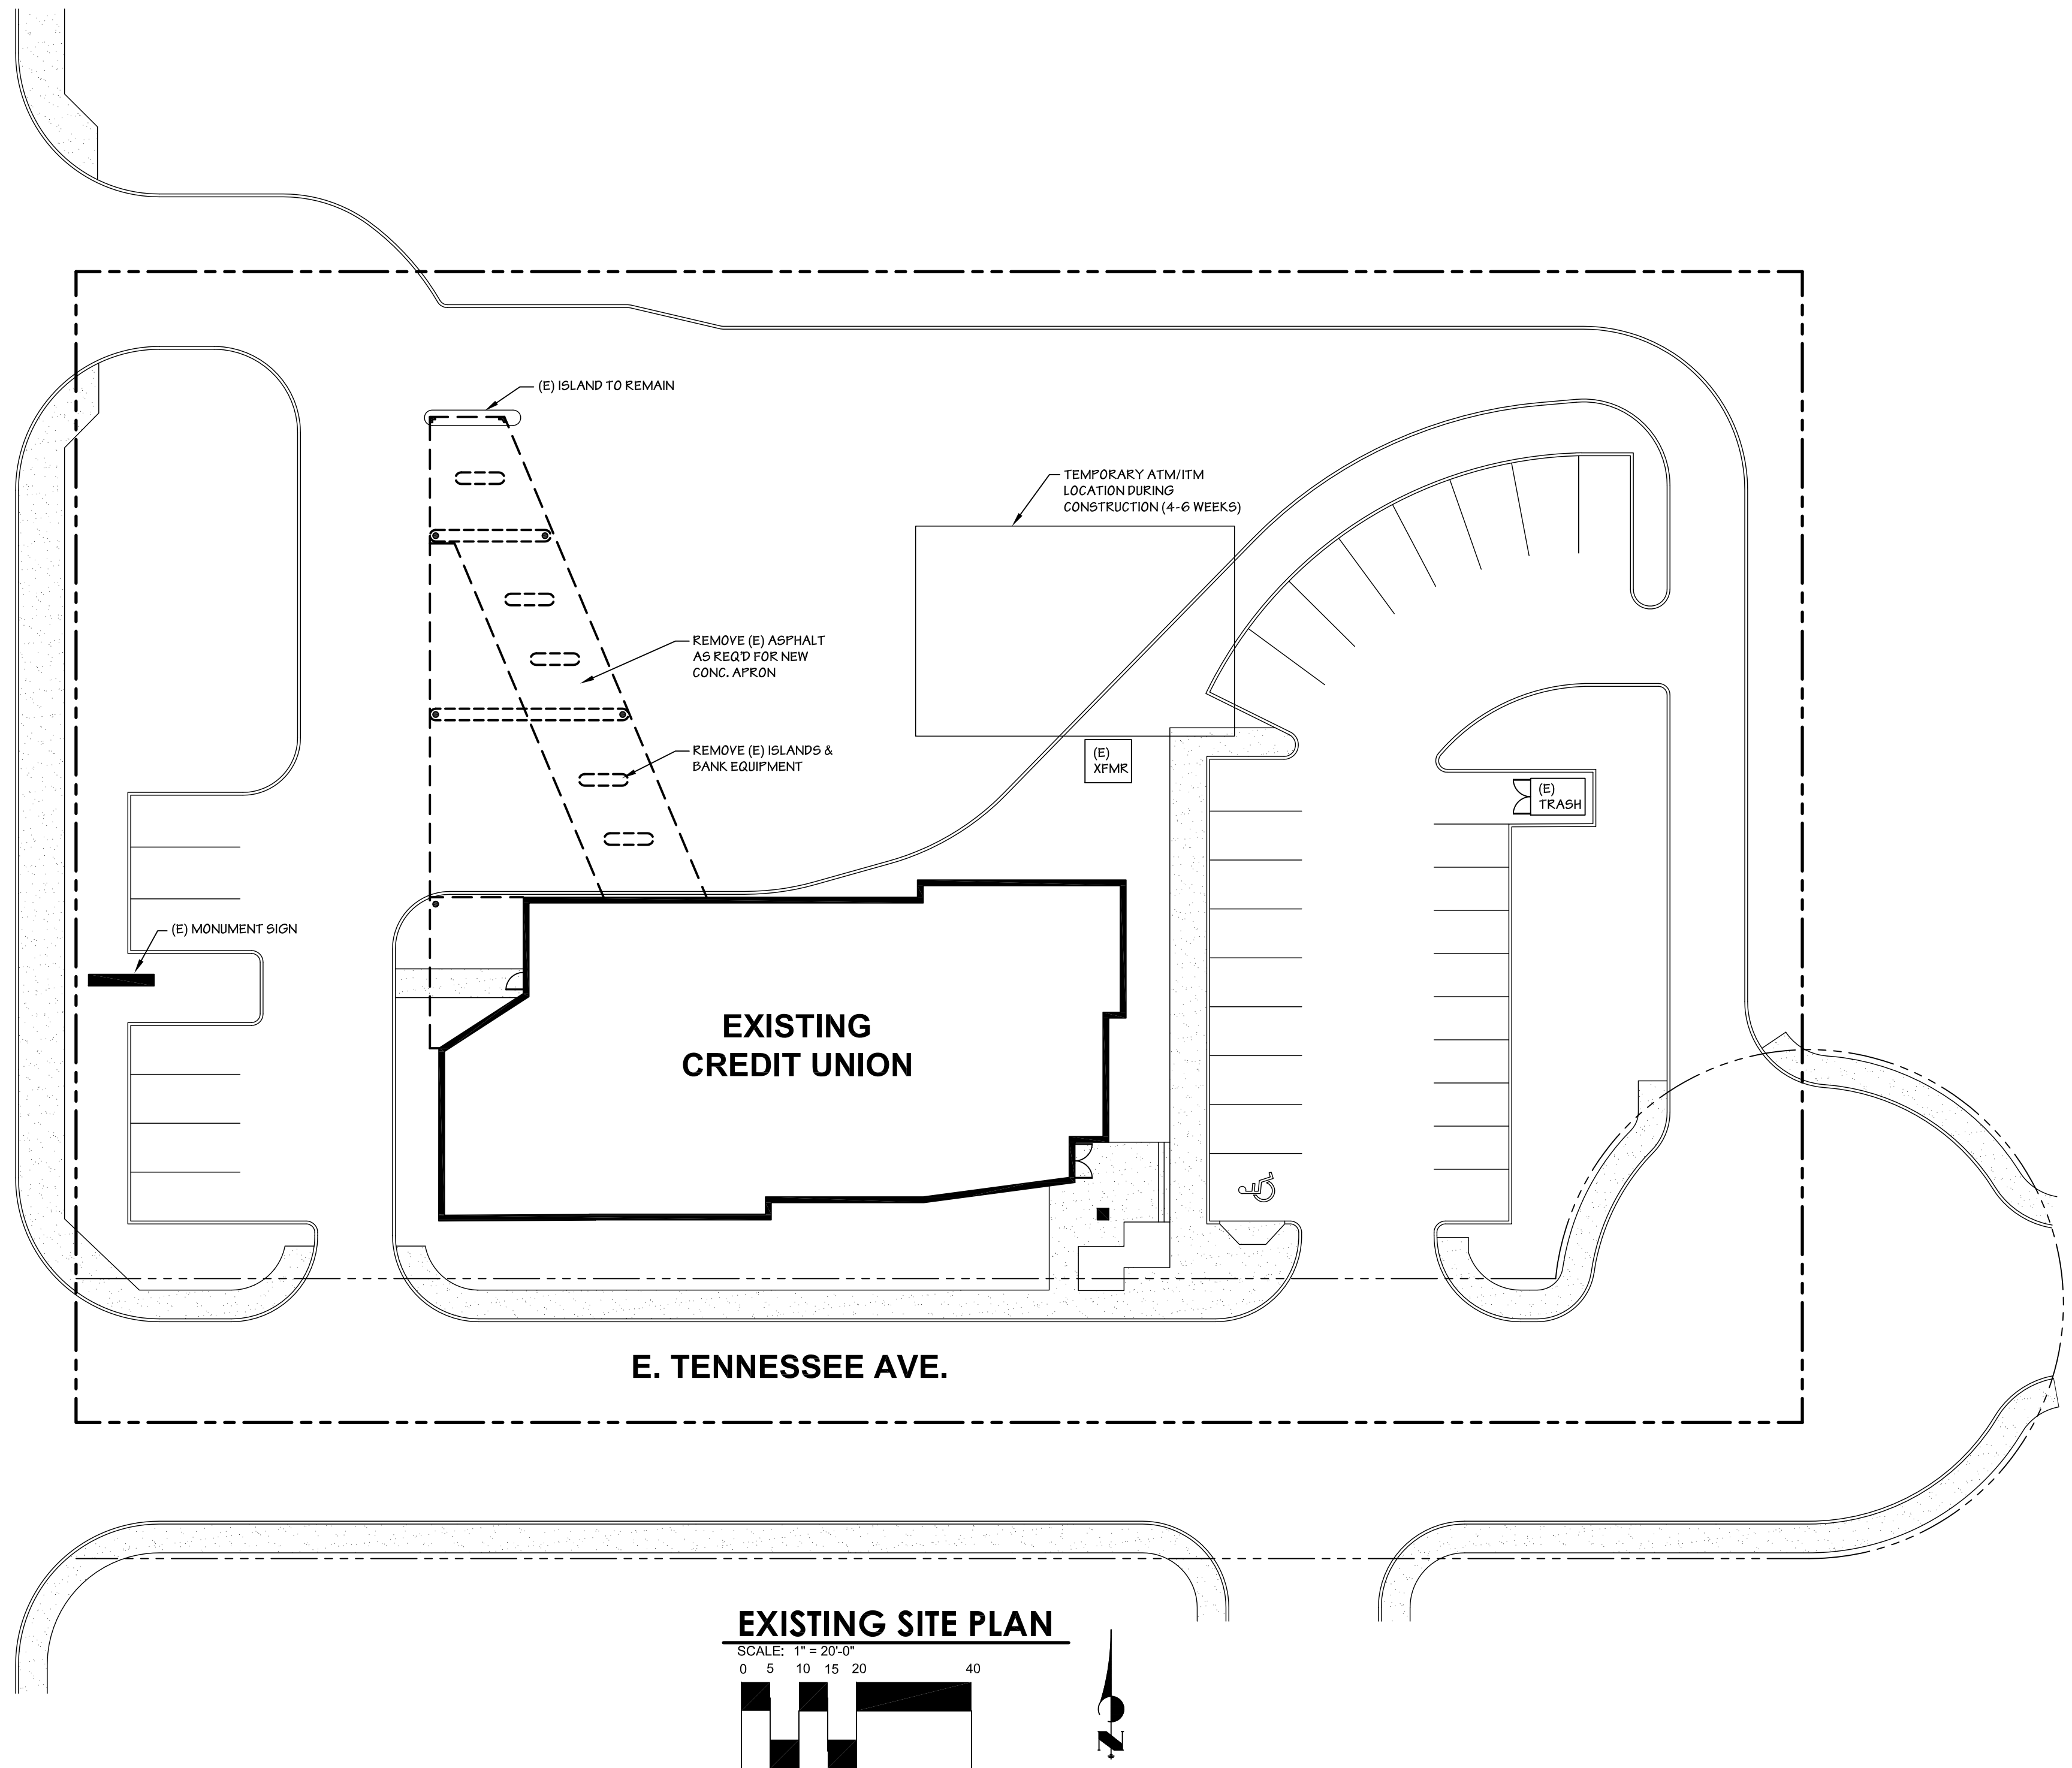 (E) ISLAND TO REMAIN
TEMPORARY ATM/ITM
LOCATION DURING
CONSTRUCTION (4-6 WEEKS)
REMOVE (E) ASPHALT
AS REQ'D FOR NEW
CONC. APRON
REMOVE (E) ISLANDS &
BANK EQUIPMENT
(E)
XFMR
(E)
TRASH
(E) MONUMENT SIGN
EXISTING
CREDIT UNION
E. TENNESSEE AVE.
EXISTING SITE PLAN
SCALE: 1" = 20'-0"
0 5 10 15 20 40
N